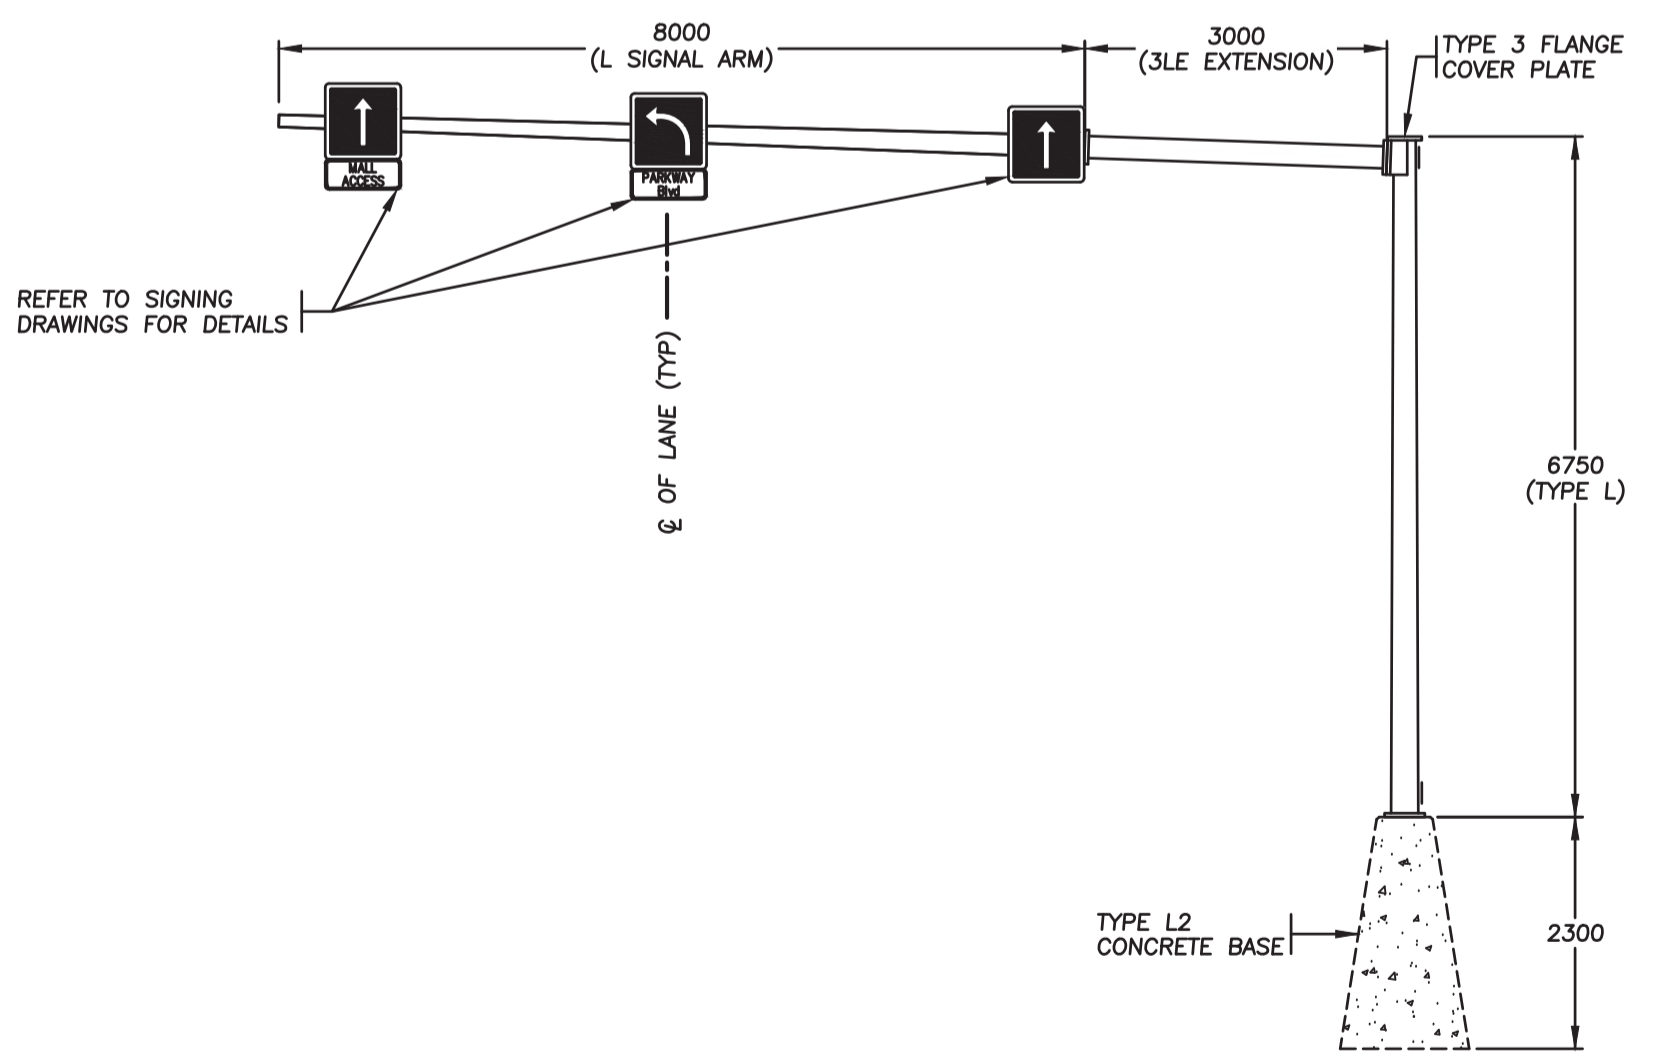 8000
(L SIGNAL ARM)
3000
(3LE EXTENSION)
TYPE 3 FLANGE
COVER PLATE
MALL
ACCESS
PARKWAY
Blvd
REFER TO SIGNING
DRAWINGS FOR DETAILS
℄ OF LANE (TYP)
6750
(TYPE L)
TYPE L2
CONCRETE BASE
2300